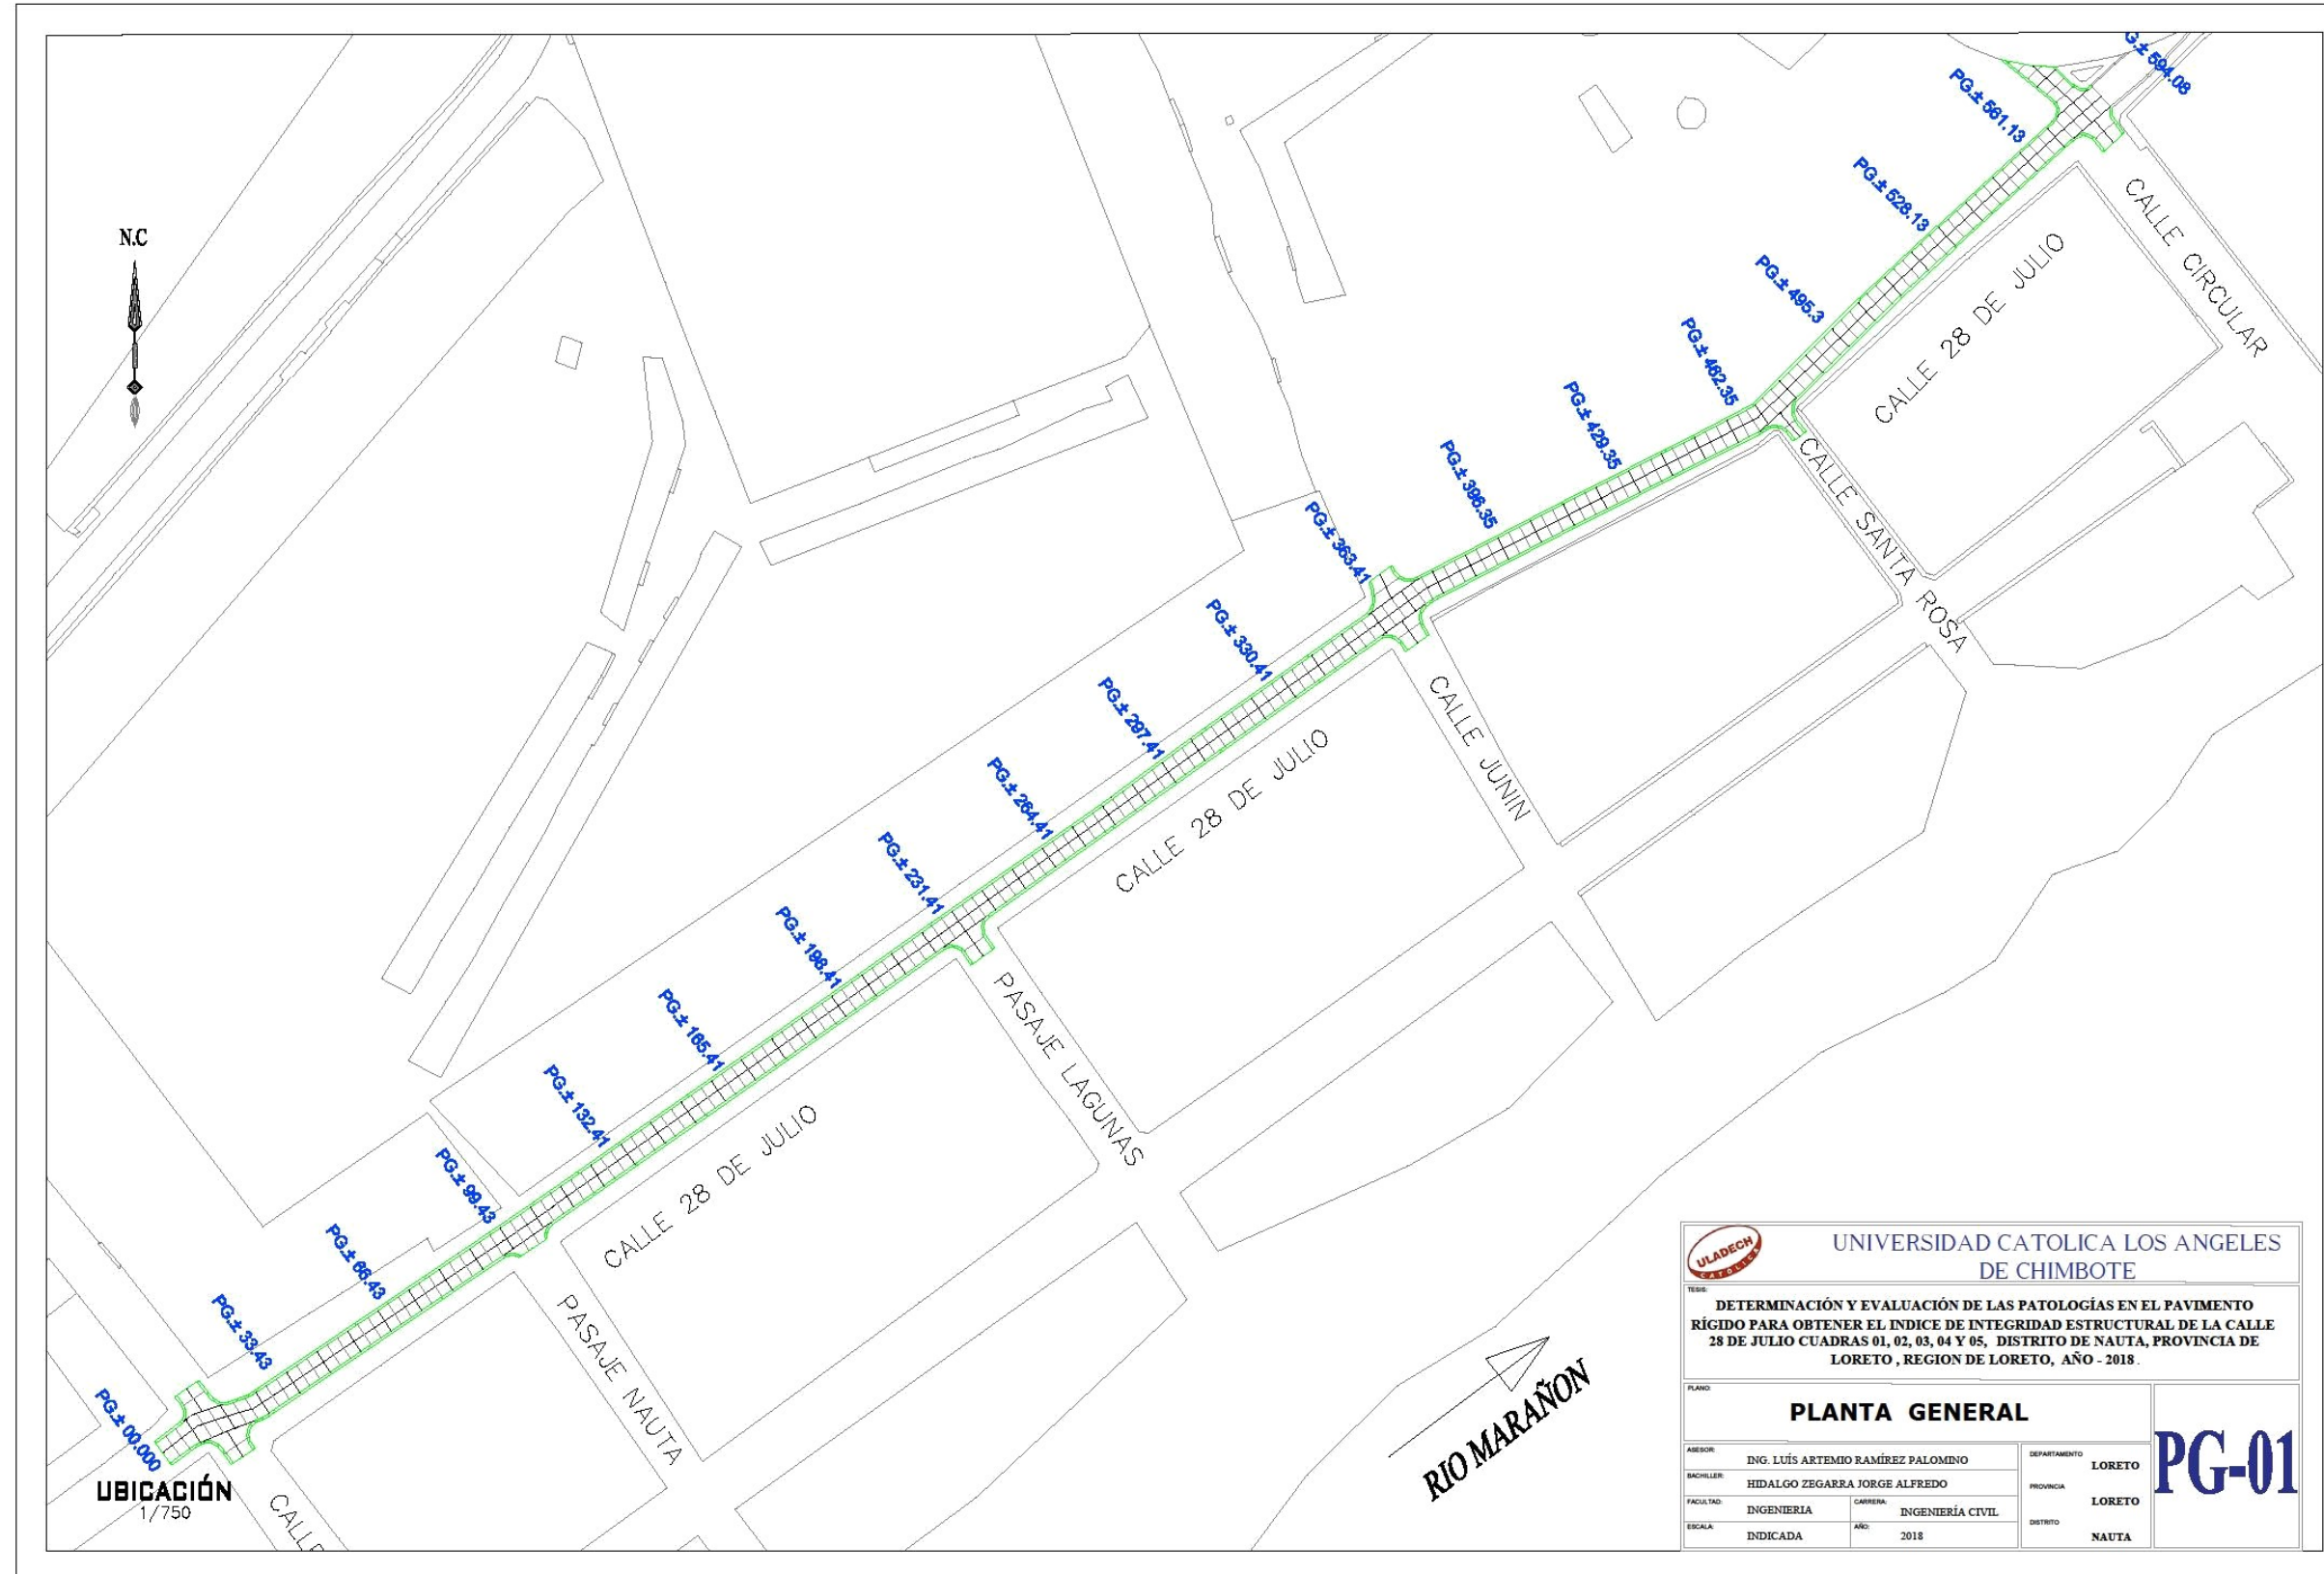 N.C
PG.± 00.000
PG.± 33.43
PG.± 66.43
PG.± 99.43
PG.± 132.41
PG.± 165.41
PG.± 198.41
PG.± 231.41
PG.± 264.41
PG.± 297.41
PG.± 330.41
PG.± 363.41
PG.± 396.35
PG.± 429.35
PG.± 462.35
PG.± 495.3
PG.± 528.13
PG.± 561.13
G.± 594.08
CALLE CIRCULAR
CALLE 28 DE JULIO
CALLE SANTA ROSA
CALLE JUNIN
CALLE 28 DE JULIO
PASAJE LAGUNAS
CALLE 28 DE JULIO
PASAJE NAUTA
CALLE
UBICACIÓN
1/750
RIO MARAÑON
ULADECH
CATOLICA
UNIVERSIDAD CATOLICA LOS ANGELES
DE CHIMBOTE
TESIS:
DETERMINACIÓN Y EVALUACIÓN DE LAS PATOLOGÍAS EN EL PAVIMENTO
RÍGIDO PARA OBTENER EL INDICE DE INTEGRIDAD ESTRUCTURAL DE LA CALLE
28 DE JULIO CUADRAS 01, 02, 03, 04 Y 05, DISTRITO DE NAUTA, PROVINCIA DE
LORETO , REGION DE LORETO, AÑO - 2018 .
PLANO:
PLANTA GENERAL
ASESOR:
ING. LUÍS ARTEMIO RAMÍREZ PALOMINO
BACHILLER:
HIDALGO ZEGARRA JORGE ALFREDO
FACULTAD:
INGENIERIA
CARRERA:
INGENIERÍA CIVIL
ESCALA:
INDICADA
AÑO:
2018
DEPARTAMENTO
LORETO
PROVINCIA
LORETO
DISTRITO
NAUTA
PG-01